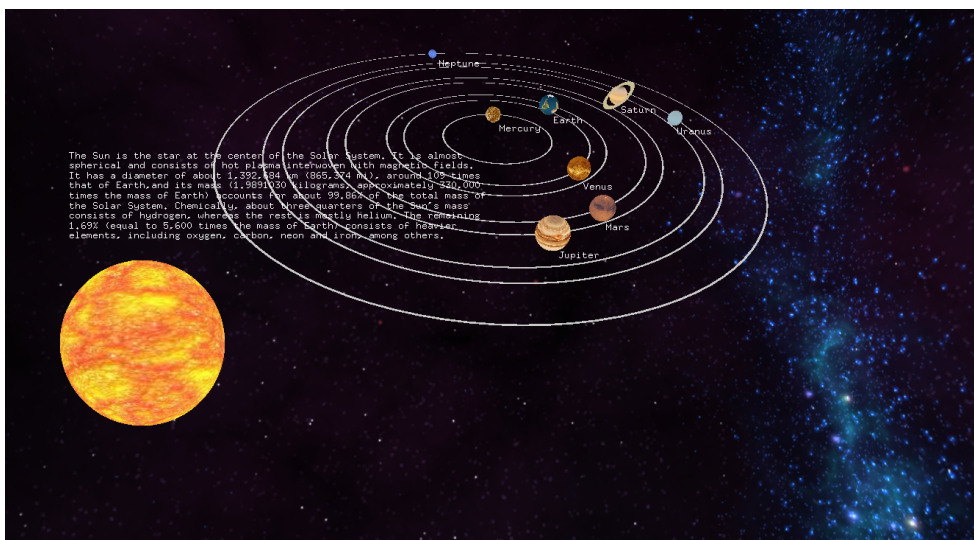 Neptune
Saturn
Uranus
Earth
Mercury
The Sun is the star at the center of the Solar System. It is almost
spherical and consists of hot plasma interwoven with magnetic fields.
It has a diameter of about 1,392,684 km (865,374 mi), around 109 times
that of Earth,and its mass (1.9891030 kilograms, approximately 330,000
times the mass of Earth) accounts for about 99.86% of the total mass of
the Solar System. Chemically, about three quarters of the Sun's mass
consists of hydrogen, whereas the rest is mostly helium. The remaining
1.69% (equal to 5,600 times the mass of Earth) consists of heavier
elements, including oxygen, carbon, neon and iron, among others.
Venus
Mars
Jupiter